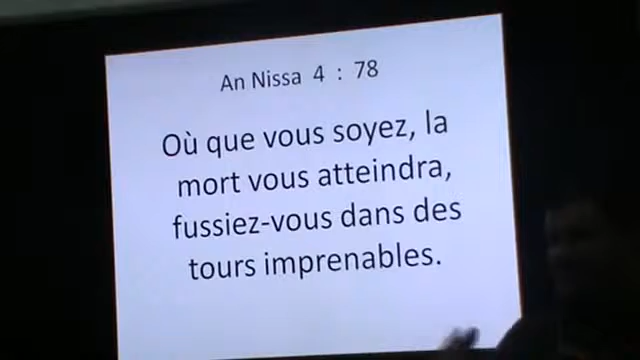 An Nissa 4 : 78
Où que vous soyez, la
mort vous atteindra,
fussiez-vous dans des
tours imprenables.